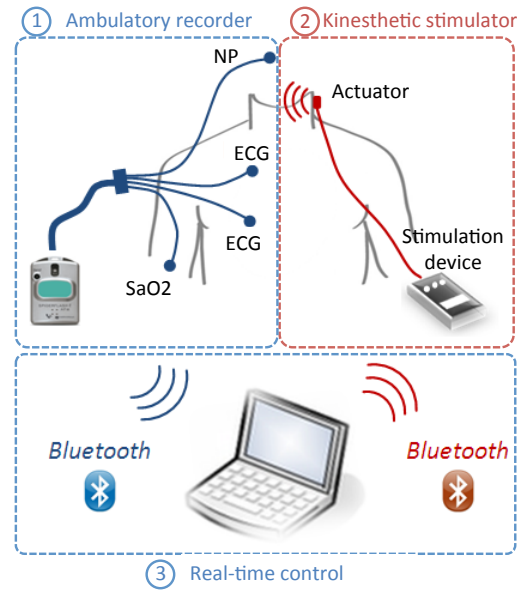 1 Ambulatory recorder
2 Kinesthetic stimulator
NP
Actuator
ECG
ECG
Stimulation
device
SaO2
Bluetooth
Bluetooth
3 Real-time control